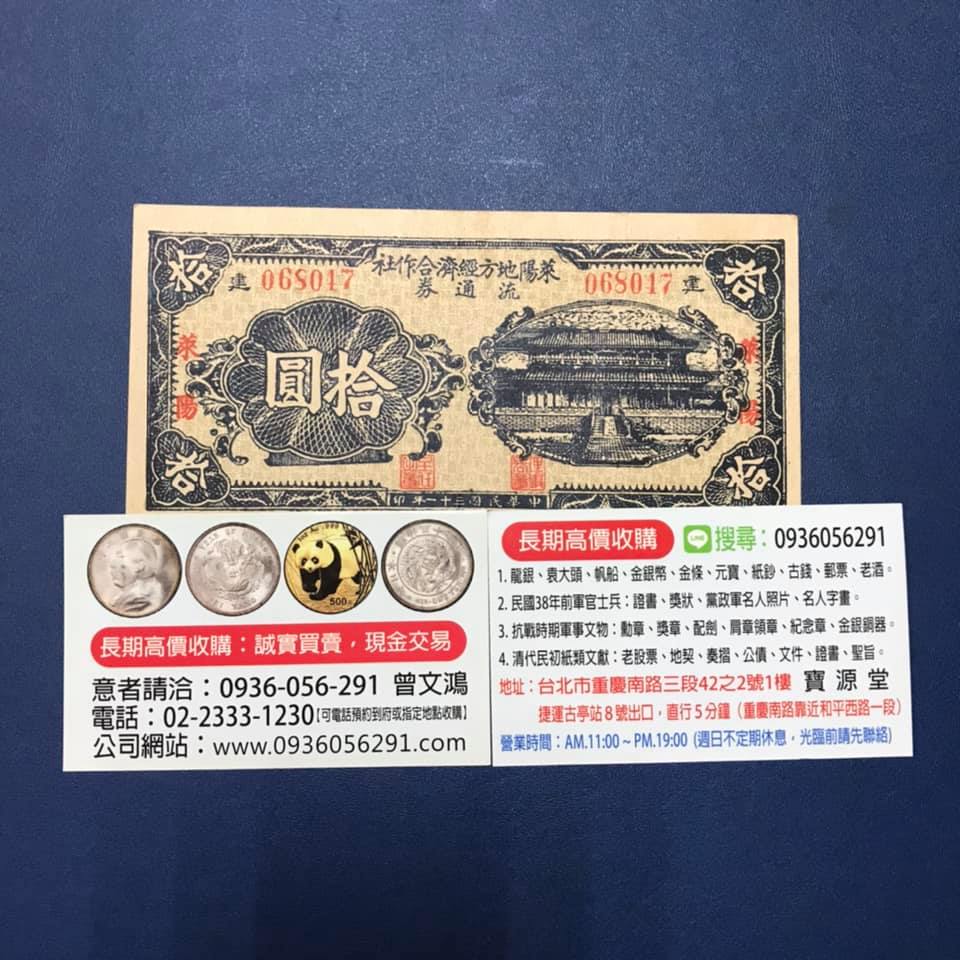 萊陽地方經濟合作社
流通券
拾
拾
建 068017
068017 建
萊陽
萊陽
拾圓
中華民國三十一年印
拾
拾
長期高價收購：誠實買賣，現金交易
意者請洽：0936-056-291 曾文鴻
電話：02-2333-1230【可電話預約到府或指定地點收購】
公司網站：www.0936056291.com
長期高價收購 LINE 搜尋：0936056291
1. 龍銀、袁大頭、帆船、金銀幣、金條、元寶、紙鈔、古錢、郵票、老酒。
2. 民國38年前軍官士兵：證書、獎狀、黨政軍名人照片、名人字畫。
3. 抗戰時期軍事文物：勳章、獎章、配劍、肩章領章、紀念章、金銀銅器。
4. 清代民初紙類文獻：老股票、地契、奏摺、公債、文件、證書、聖旨。
地址：台北市重慶南路三段42之2號1樓 寶源堂
捷運古亭站8號出口，直行5分鐘（重慶南路靠近和平西路一段）
營業時間：AM.11:00 ~ PM.19:00 (週日不定期休息，光臨前請先聯絡)